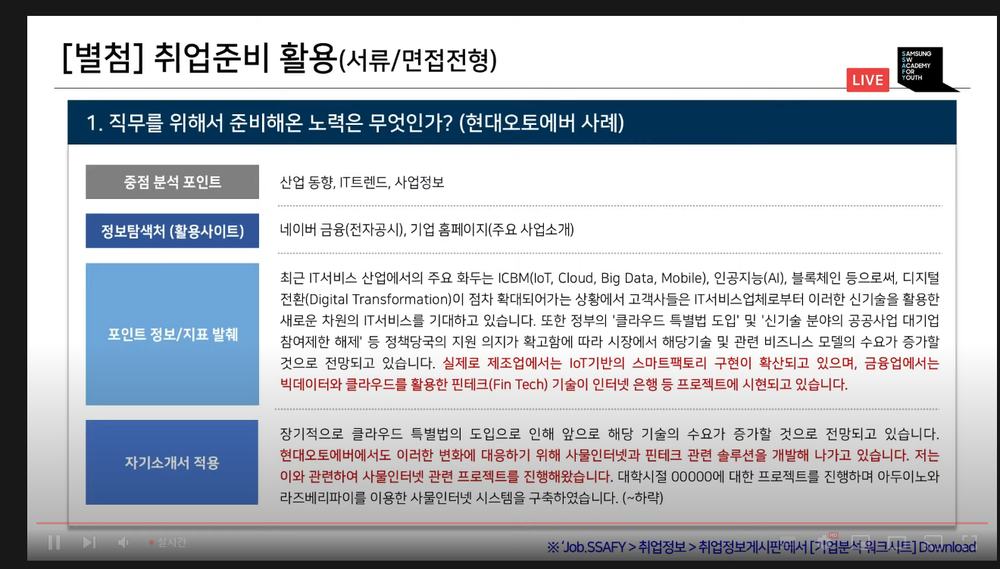 [별첨] 취업준비 활용(서류/면접전형)
LIVE
SAMSUNG
SW
ACADEMY
FOR
YOUTH
1. 직무를 위해서 준비해온 노력은 무엇인가? (현대오토에버 사례)
중점 분석 포인트
산업 동향, IT트렌드, 사업정보
정보탐색처 (활용사이트)
네이버 금융(전자공시), 기업 홈페이지(주요 사업소개)
포인트 정보/지표 발췌
최근 IT서비스 산업에서의 주요 화두는 ICBM(IoT, Cloud, Big Data, Mobile), 인공지능(AI), 블록체인 등으로써, 디지털
전환(Digital Transformation)이 점차 확대되어가는 상황에서 고객사들은 IT서비스업체로부터 이러한 신기술을 활용한
새로운 차원의 IT서비스를 기대하고 있습니다. 또한 정부의 '클라우드 특별법 도입' 및 '신기술 분야의 공공사업 대기업
참여제한 해제' 등 정책당국의 지원 의지가 확고함에 따라 시장에서 해당기술 및 관련 비즈니스 모델의 수요가 증가할
것으로 전망되고 있습니다. 실제로 제조업에서는 IoT기반의 스마트팩토리 구현이 확산되고 있으며, 금융업에서는
빅데이터와 클라우드를 활용한 핀테크(Fin Tech) 기술이 인터넷 은행 등 프로젝트에 시현되고 있습니다.
자기소개서 적용
장기적으로 클라우드 특별법의 도입으로 인해 앞으로 해당 기술의 수요가 증가할 것으로 전망되고 있습니다.
현대오토에버에서도 이러한 변화에 대응하기 위해 사물인터넷과 핀테크 관련 솔루션을 개발해 나가고 있습니다. 저는
이와 관련하여 사물인터넷 관련 프로젝트를 진행해왔습니다. 대학시절 00000에 대한 프로젝트를 진행하며 아두이노와
라즈베리파이를 이용한 사물인터넷 시스템을 구축하였습니다. (~하략)
실시간
HD
※ 'Job.SSAFY > 취업정보 > 취업정보게시판'에서 [기업분석 워크시트] Download